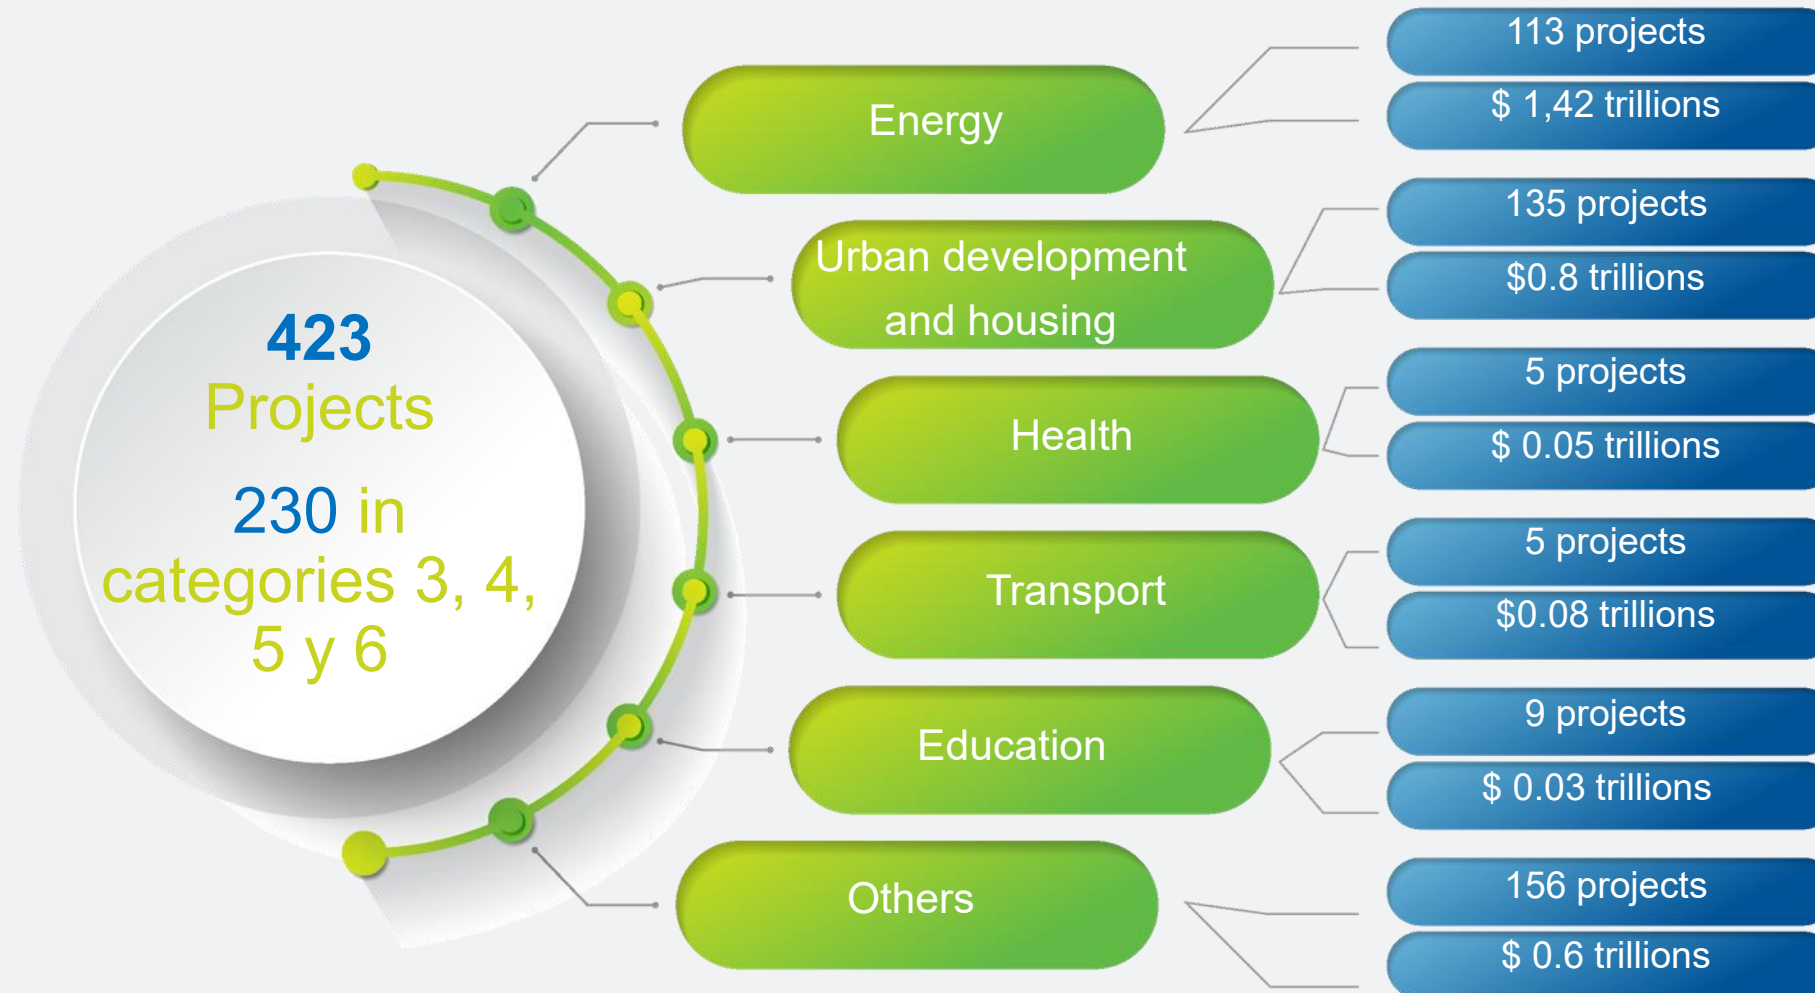 423
Projects
230 in
categories 3, 4,
5 y 6
Energy
113 projects
$ 1,42 trillions
Urban development
and housing
135 projects
$0.8 trillions
Health
5 projects
$ 0.05 trillions
Transport
5 projects
$0.08 trillions
Education
9 projects
$ 0.03 trillions
Others
156 projects
$ 0.6 trillions